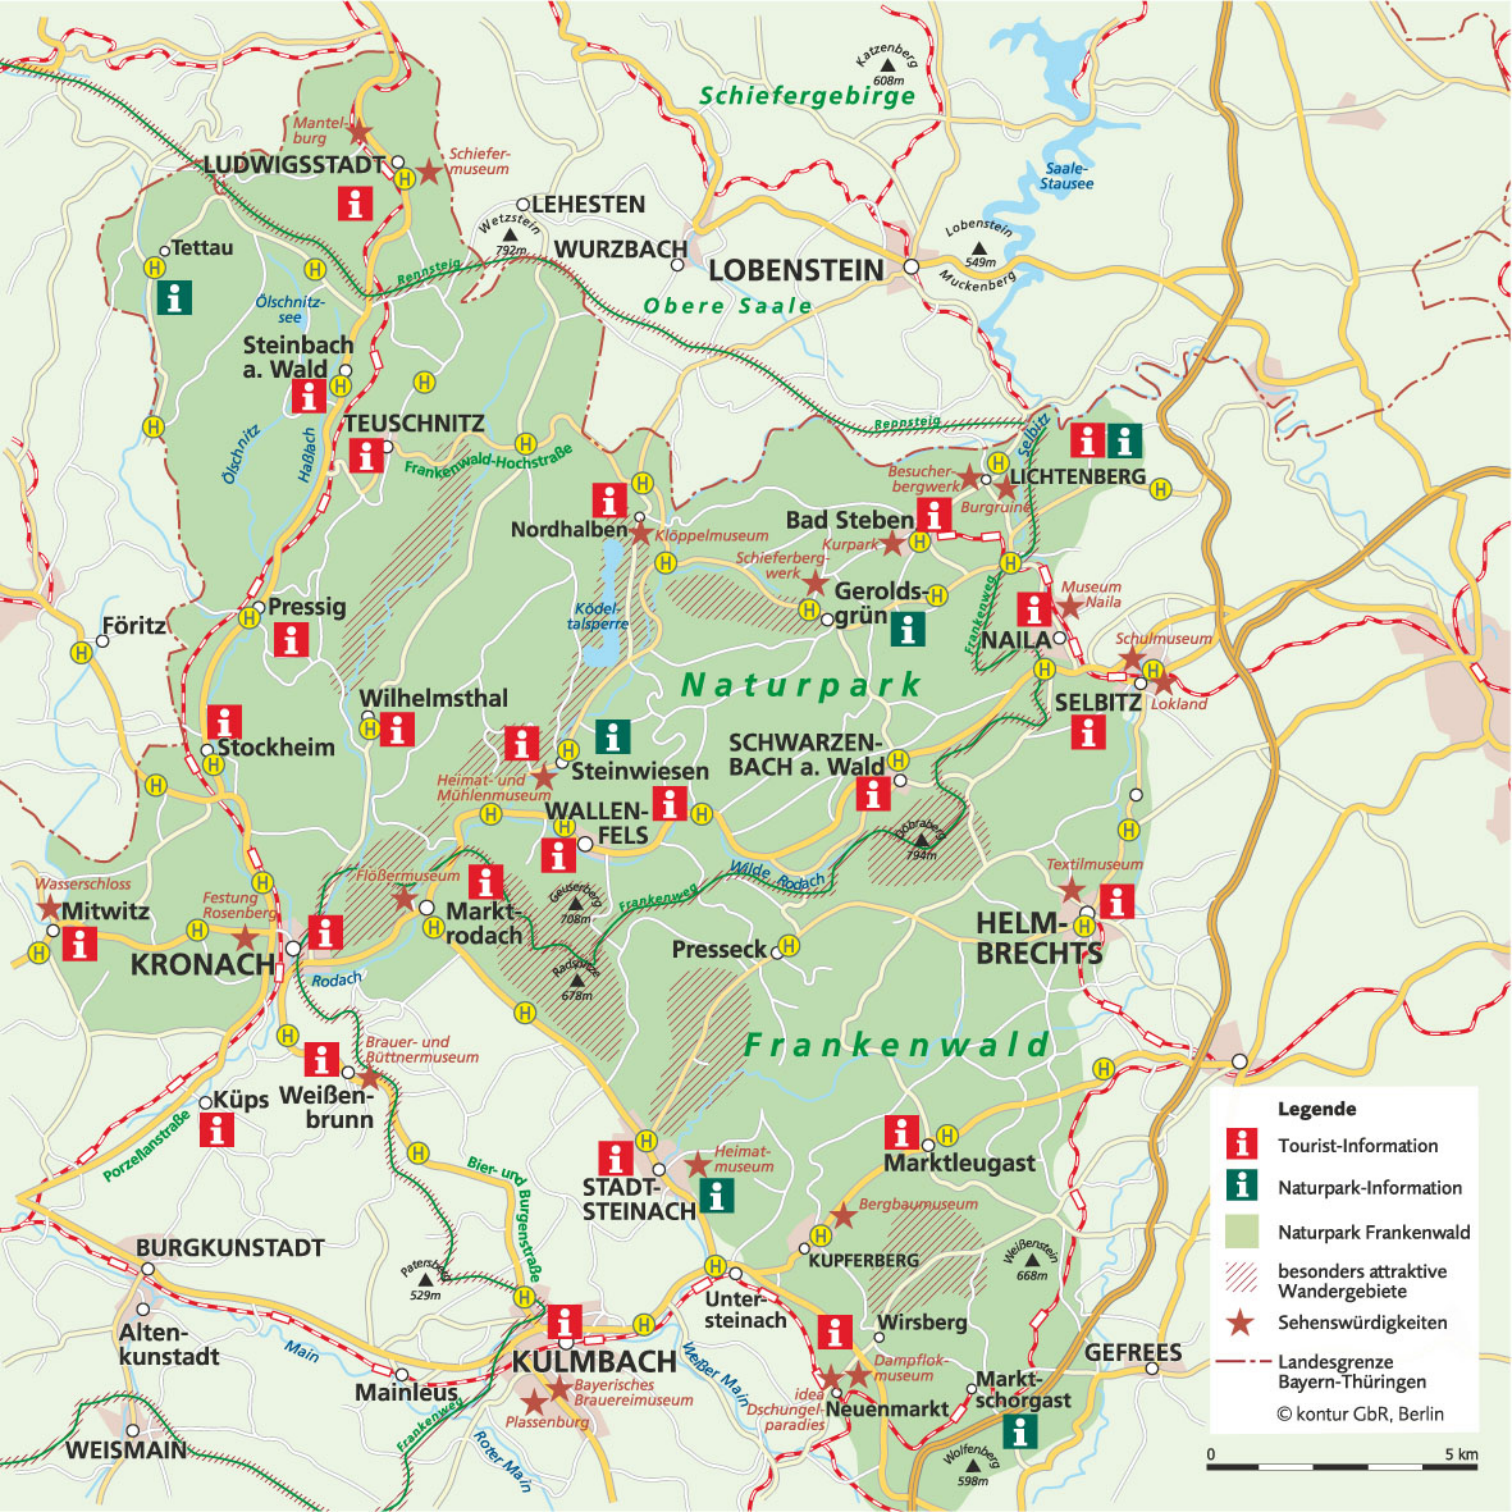 Katzenberg
608m
Schiefergebirge
Mantel-
burg
LUDWIGSSTADT
Schiefer-
museum
Saale-
Stausee
LEHESTEN
Wetzstein
792m
WURZBACH
LOBENSTEIN
Lobenstein
549m
Muckenberg
Tettau
Rennsteig
Obere Saale
Ölschnitz-
see
Steinbach
a. Wald
TEUSCHNITZ
Frankenwald-Hochstraße
Ölschnitz
Haßlach
Rennsteig
Selbitz
Besucher-
bergwerk
LICHTENBERG
Burgruine
Nordhalben
Klöppelmuseum
Bad Steben
Kurpark
Schieferberg-
werk
Gerolds-
grün
Frankenweg
Museum
Naila
NAILA
Schulmuseum
SELBITZ
Lokland
Ködel-
talsperre
Pressig
Föritz
Naturpark
Wilhelmsthal
Stockheim
Steinwiesen
Heimat- und
Mühlenmuseum
SCHWARZEN-
BACH a. Wald
WALLEN-
FELS
Döbraberg
794m
Wilde Rodach
Frankenweg
Geuserberg
708m
Textilmuseum
HELM-
BRECHTS
Wasserschloss
Mitwitz
Festung
Rosenberg
KRONACH
Flößermuseum
Markt-
rodach
Rodach
Radspitze
678m
Presseck
Frankenwald
Brauer- und
Büttnermuseum
Weißen-
brunn
Küps
Porzellanstraße
Bier- und Burgenstraße
STADT-
STEINACH
Heimat-
museum
Marktleugast
Bergbaumuseum
KUPFERBERG
Weißenstein
668m
BURGKUNSTADT
Alten-
kunstadt
Main
Patersberg
529m
Unter-
steinach
Wirsberg
KULMBACH
Weißer Main
Mainleus
Bayerisches
Brauereimuseum
Plassenburg
Frankenweg
Roter Main
WEISMAIN
Dampflok-
museum
idea
Dschungel-
paradies
Neuenmarkt
Markt-
schorgast
GEFREES
Wolfenberg
598m
Legende
i Tourist-Information
i Naturpark-Information
Naturpark Frankenwald
besonders attraktive
Wandergebiete
Sehenswürdigkeiten
Landesgrenze
Bayern-Thüringen
© kontur GbR, Berlin
0 5 km